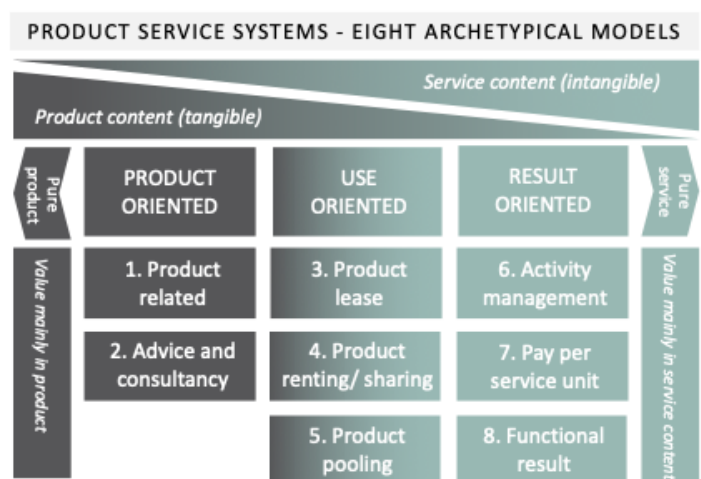 PRODUCT SERVICE SYSTEMS - EIGHT ARCHETYPICAL MODELS
Service content (intangible)
Product content (tangible)
Pure
product
PRODUCT
ORIENTED
USE
ORIENTED
RESULT
ORIENTED
Pure
service
Value mainly in product
1. Product
related
3. Product
lease
6. Activity
management
Value mainly in service content
2. Advice and
consultancy
4. Product
renting/ sharing
7. Pay per
service unit
5. Product
pooling
8. Functional
result